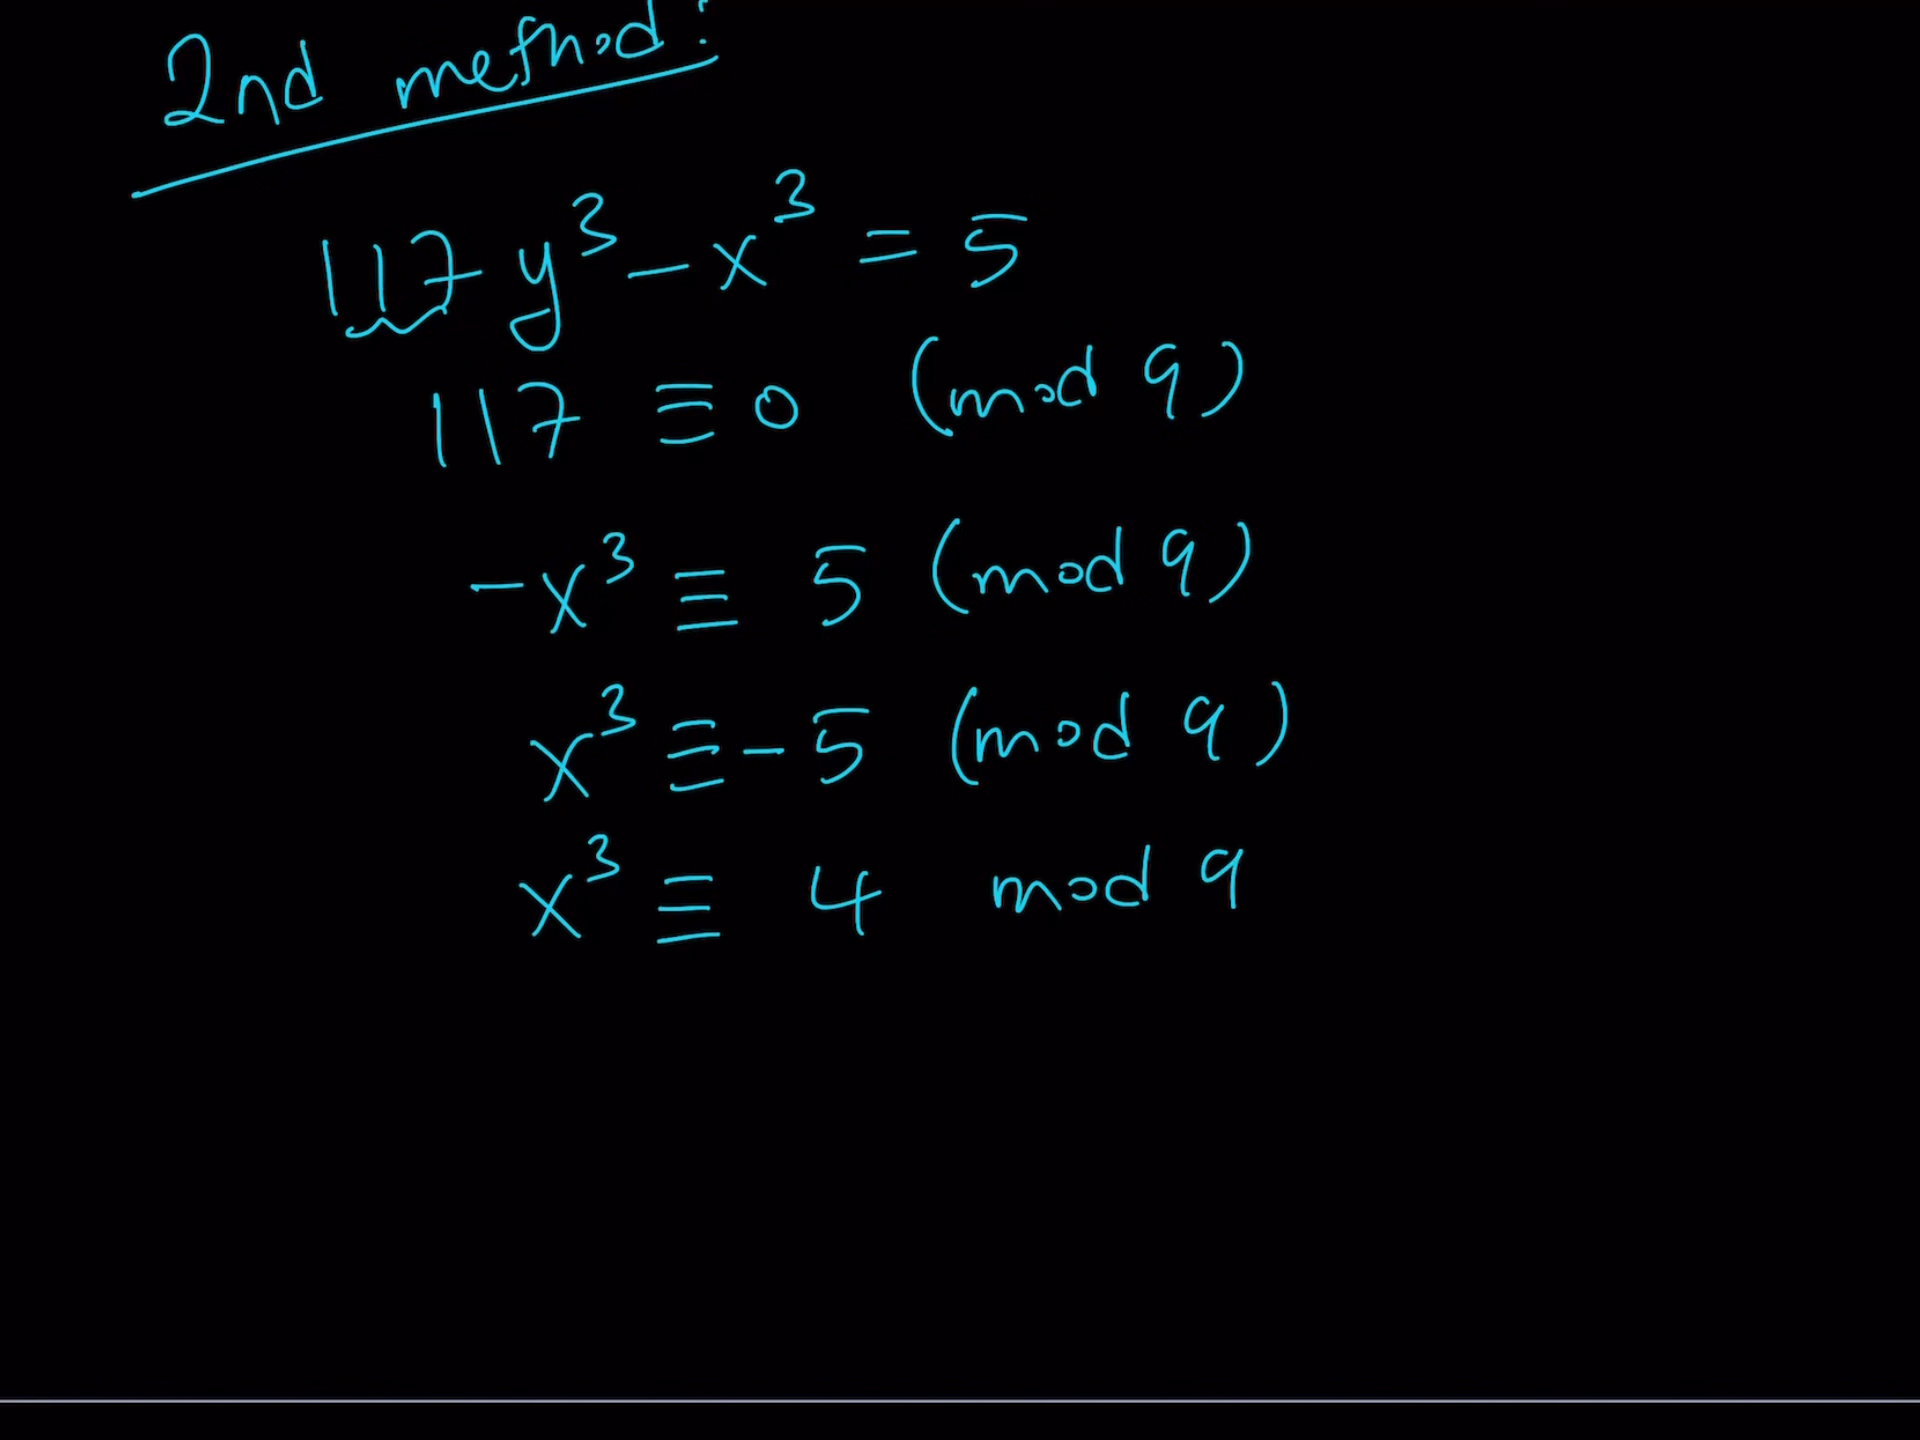 2nd method:
117y³ - x³ = 5
117 ≡ 0 (mod 9)
-x³ ≡ 5 (mod 9)
x³ ≡ -5 (mod 9)
x³ ≡ 4 mod 9